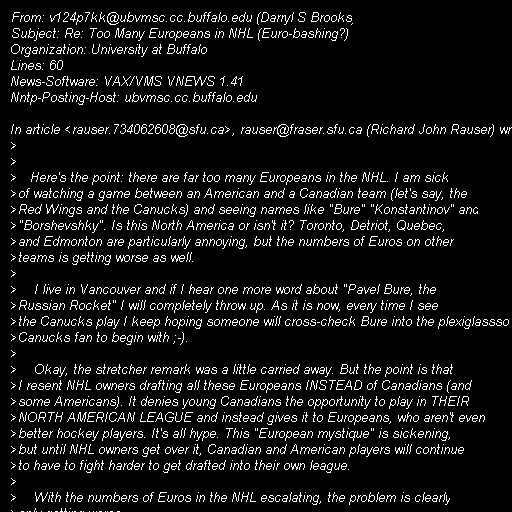 From: v124p7kk@ubvmsc.cc.buffalo.edu (Darryl S Brooks
Subject: Re: Too Many Europeans in NHL (Euro-bashing?)
Organization: University at Buffalo
Lines: 60
News-Software: VAX/VMS VNEWS 1.41
Nntp-Posting-Host: ubvmsc.cc.buffalo.edu

In article <rauser.734062608@sfu.ca>, rauser@fraser.sfu.ca (Richard John Rauser) wr
>
>
>    Here's the point: there are far too many Europeans in the NHL. I am sick
>of watching a game between an American and a Canadian team (let's say, the
>Red Wings and the Canucks) and seeing names like "Bure" "Konstantinov" and
>"Borshevshky". Is this North America or isn't it? Toronto, Detriot, Quebec,
>and Edmonton are particularly annoying, but the numbers of Euros on other
>teams is getting worse as well.
>
>     I live in Vancouver and if I hear one more word about "Pavel Bure, the
>Russian Rocket" I will completely throw up. As it is now, every time I see
>the Canucks play I keep hoping someone will cross-check Bure into the plexiglassso
>Canucks fan to begin with ;-).
>
>     Okay, the stretcher remark was a little carried away. But the point is that
>I resent NHL owners drafting all these Europeans INSTEAD of Canadians (and
>some Americans). It denies young Canadians the opportunity to play in THEIR
>NORTH AMERICAN LEAGUE and instead gives it to Europeans, who aren't even
>better hockey players. It's all hype. This "European mystique" is sickening,
>but until NHL owners get over it, Canadian and American players will continue
>to have to fight harder to get drafted into their own league.
>
>     With the numbers of Euros in the NHL escalating, the problem is clearly
>only getting worse